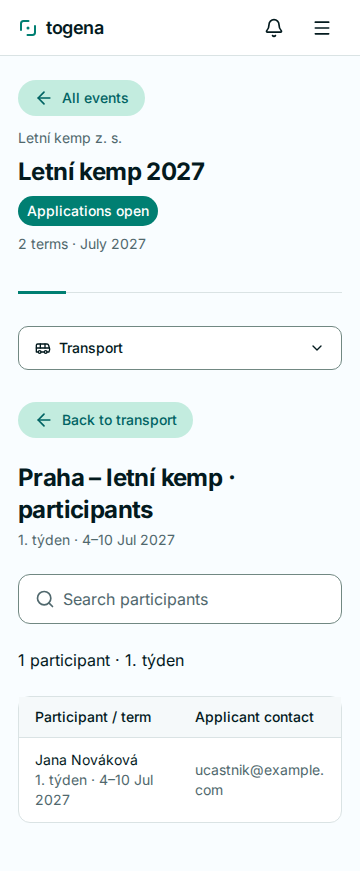 togena
All events
Letní kemp z. s.
Letní kemp 2027
Applications open
2 terms · July 2027
Transport
Back to transport
Praha – letní kemp ·
participants
1. týden · 4–10 Jul 2027
Search participants
1 participant · 1. týden
Participant / term
Applicant contact
Jana Nováková
1. týden · 4–10 Jul
2027
ucastnik@example.
com